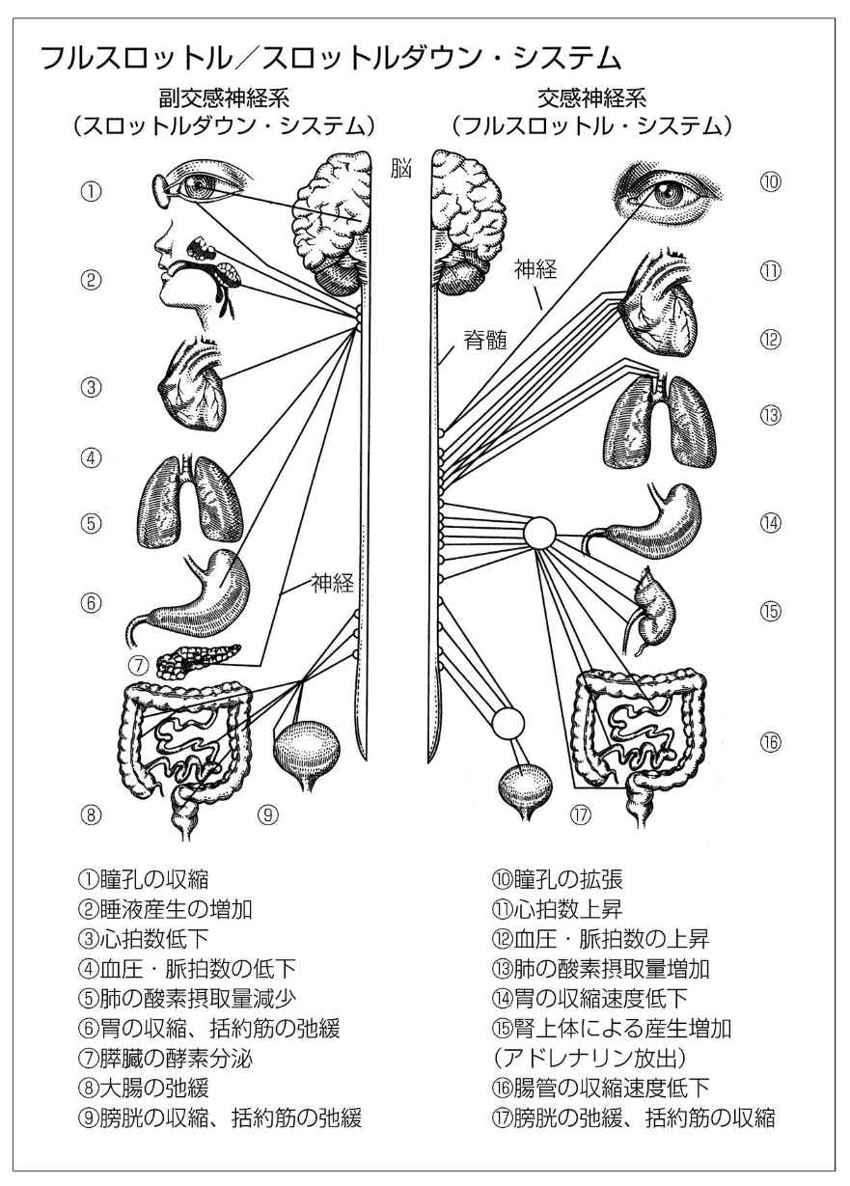 フルスロットル／スロットルダウン・システム
副交感神経系
（スロットルダウン・システム）
交感神経系
（フルスロットル・システム）
脳
①
②
③
④
⑤
⑥
⑦
⑧
⑨
神経
神経
脊髄
⑩
⑪
⑫
⑬
⑭
⑮
⑯
⑰
①瞳孔の収縮
②唾液産生の増加
③心拍数低下
④血圧・脈拍数の低下
⑤肺の酸素摂取量減少
⑥胃の収縮、括約筋の弛緩
⑦膵臓の酵素分泌
⑧大腸の弛緩
⑨膀胱の収縮、括約筋の弛緩
⑩瞳孔の拡張
⑪心拍数上昇
⑫血圧・脈拍数の上昇
⑬肺の酸素摂取量増加
⑭胃の収縮速度低下
⑮腎上体による産生増加
（アドレナリン放出）
⑯腸管の収縮速度低下
⑰膀胱の弛緩、括約筋の収縮